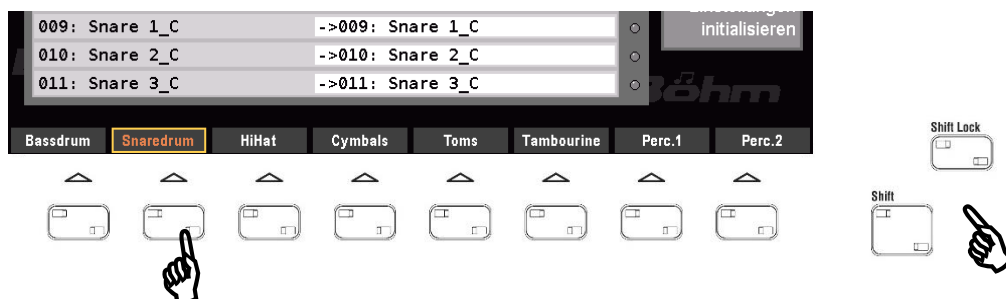 Einstellungen
initialisieren
009: Snare 1_C ->009: Snare 1_C
010: Snare 2_C ->010: Snare 2_C
011: Snare 3_C ->011: Snare 3_C
Böhm
Bassdrum Snaredrum HiHat Cymbals Toms Tambourine Perc.1 Perc.2
Shift Lock
Shift